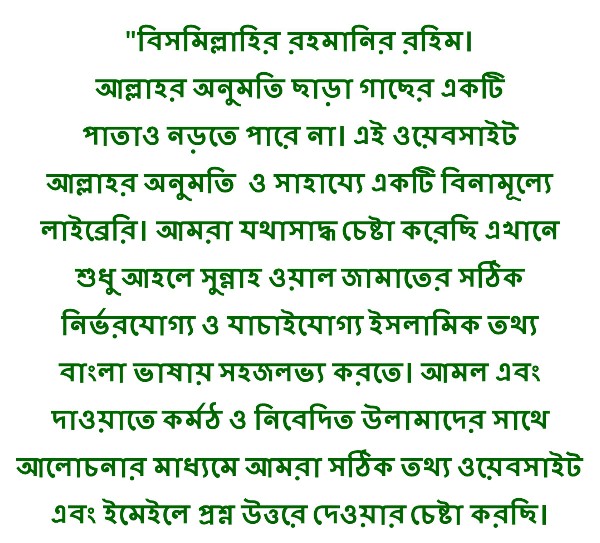 "বিসমিল্লাহির রহমানির রহিম।
আল্লাহর অনুমতি ছাড়া গাছের একটি
পাতাও নড়তে পারে না। এই ওয়েবসাইট
আল্লাহর অনুমতি ও সাহায্যে একটি বিনামূল্যে
লাইব্রেরি। আমরা যথাসাদ্ধ চেষ্টা করেছি এখানে
শুধু আহলে সুন্নাহ ওয়াল জামাতের সঠিক
নির্ভরযোগ্য ও যাচাইযোগ্য ইসলামিক তথ্য
বাংলা ভাষায় সহজলভ্য করতে। আমল এবং
দাওয়াতে কর্মঠ ও নিবেদিত উলামাদের সাথে
আলোচনার মাধ্যমে আমরা সঠিক তথ্য ওয়েবসাইট
এবং ইমেইলে প্রশ্ন উত্তরে দেওয়ার চেষ্টা করছি।